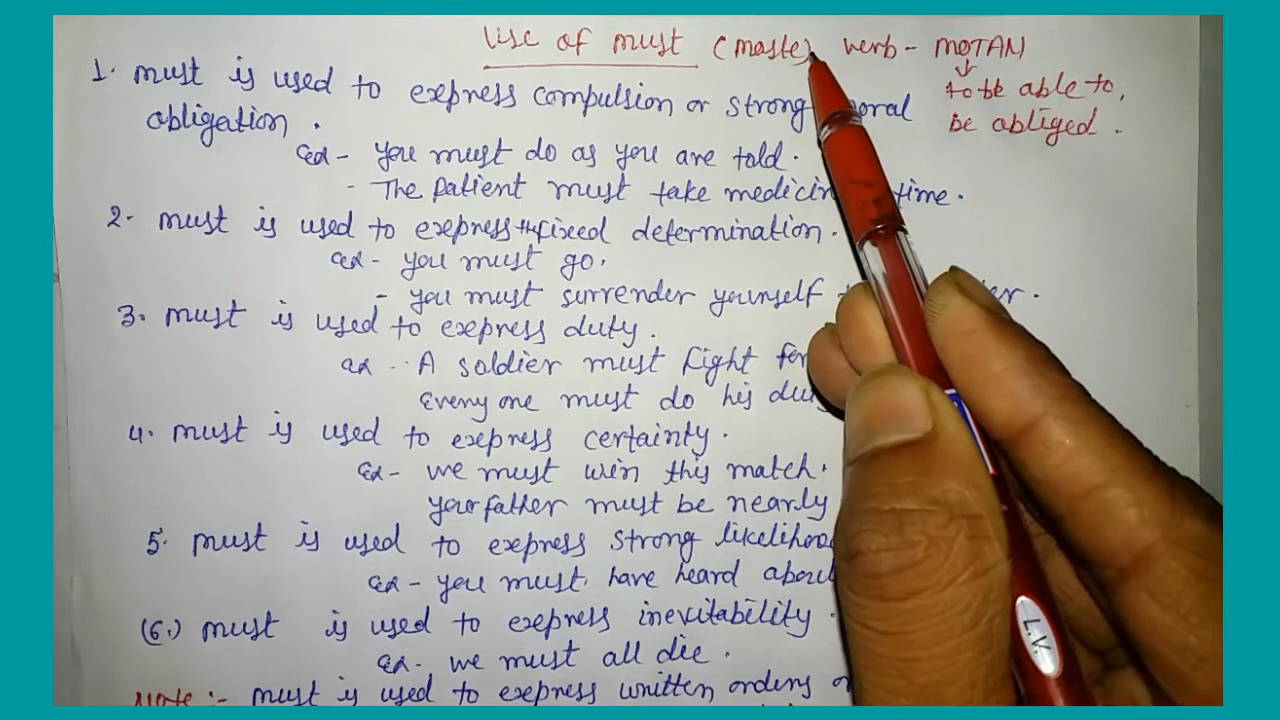 Use of must (moste) verb - MOTAN
to be able to,
be obliged.
1. must is used to express compulsion or strong moral
obligation.
Ex - you must do as you are told.
- The patient must take medicine time.
2. must is used to express fixed determination.
Ex - you must go.
- you must surrender yourself
3. must is used to express duty.
Ex - A soldier must fight for
Every one must do his duty
4. must is used to express certainty.
Ex - we must win this match.
your father must be nearly
5. must is used to express strong likelihood
Ex - you must have heard about
(6.) must is used to express inevitability.
Ex - we must all die.
Note :- must is used to express written orders
L.V.